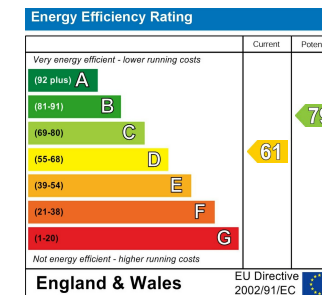 Energy Efficiency Rating
Current
Very energy efficient - lower running costs
(92 plus) A
(81-91) B
(69-80) C
(55-68) D
61
(39-54) E
(21-38) F
(1-20) G
Not energy efficient - higher running costs
England & Wales
EU Directive
2002/91/EC